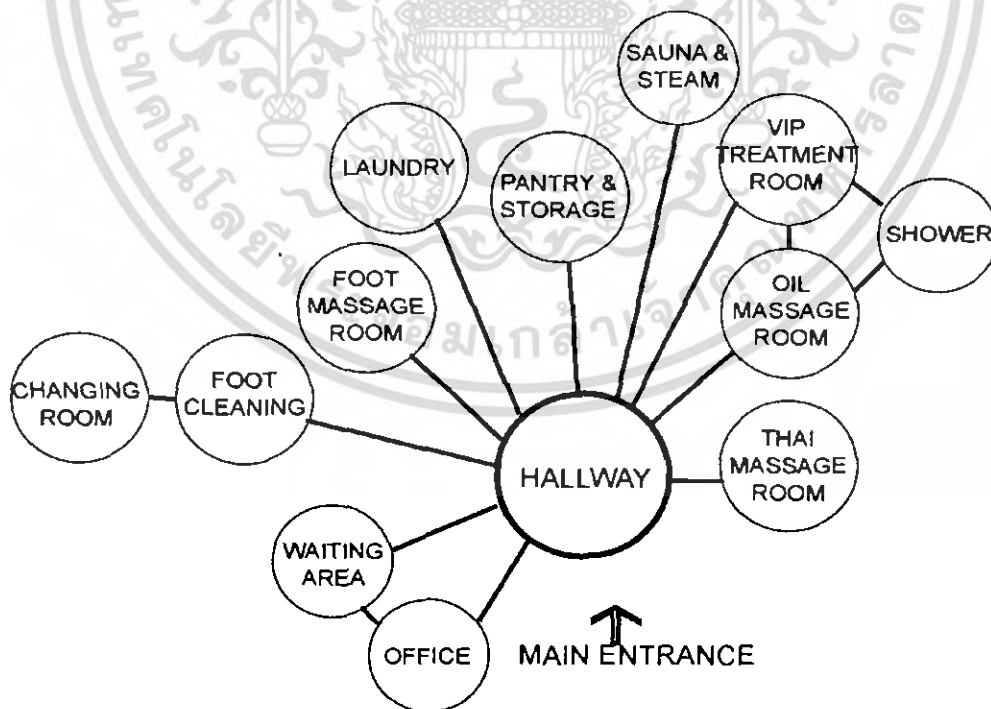 SAUNA &
STEAM
VIP
TREATMENT
ROOM
LAUNDRY
PANTRY &
STORAGE
SHOWER
FOOT
MASSAGE
ROOM
OIL
MASSAGE
ROOM
CHANGING
ROOM
FOOT
CLEANING
THAI
MASSAGE
ROOM
HALLWAY
WAITING
AREA
OFFICE
MAIN ENTRANCE